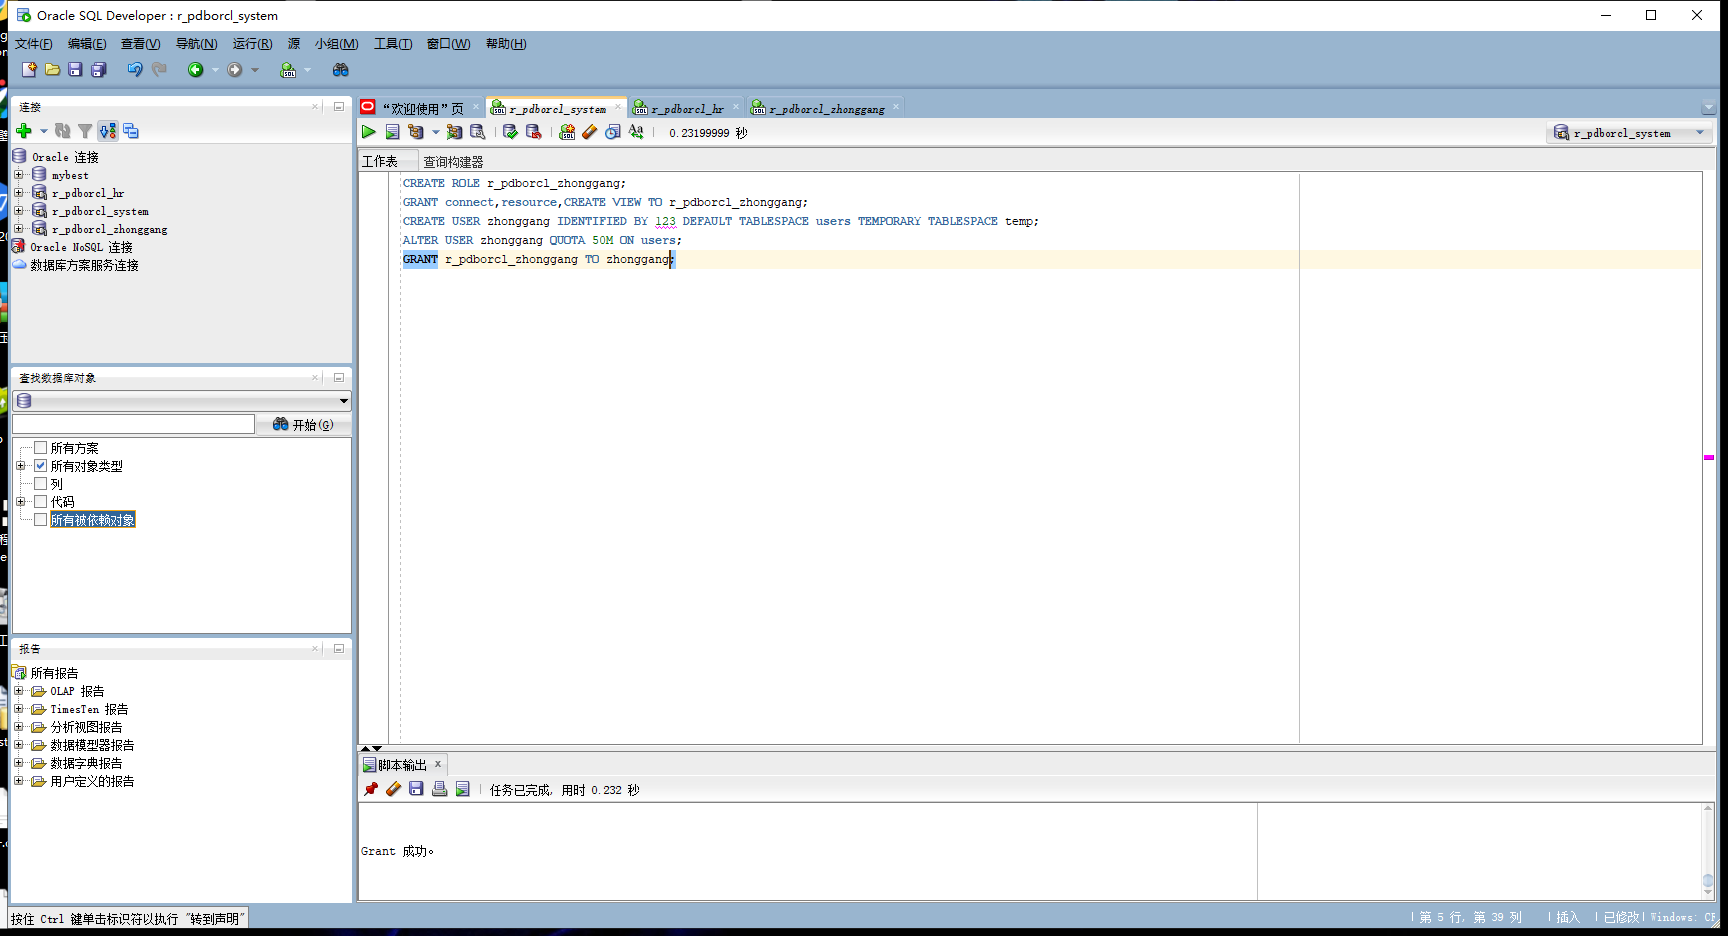 Oracle SQL Developer : r_pdborcl_system
文件(F) 编辑(E) 查看(V) 导航(N) 运行(R) 源 小组(M) 工具(T) 窗口(W) 帮助(H)
连接
Oracle 连接
mybest
r_pdborcl_hr
r_pdborcl_system
r_pdborcl_zhonggang
Oracle NoSQL 连接
数据库方案服务连接
查找数据库对象
开始(G)
所有方案
所有对象类型
列
代码
所有被依赖对象
报告
所有报告
OLAP 报告
TimesTen 报告
分析视图报告
数据模型器报告
数据字典报告
用户定义的报告
“欢迎使用”页 r_pdborcl_system r_pdborcl_hr r_pdborcl_zhonggang
0.23199999 秒 r_pdborcl_system
工作表 查询构建器
CREATE ROLE r_pdborcl_zhonggang;
GRANT connect,resource,CREATE VIEW TO r_pdborcl_zhonggang;
CREATE USER zhonggang IDENTIFIED BY 123 DEFAULT TABLESPACE users TEMPORARY TABLESPACE temp;
ALTER USER zhonggang QUOTA 50M ON users;
GRANT r_pdborcl_zhonggang TO zhonggang;
脚本输出
任务已完成, 用时 0.232 秒
Grant 成功。
按住 Ctrl 键单击标识符以执行 "转到声明"
第 5 行, 第 39 列 插入 已修改 Windows: CR